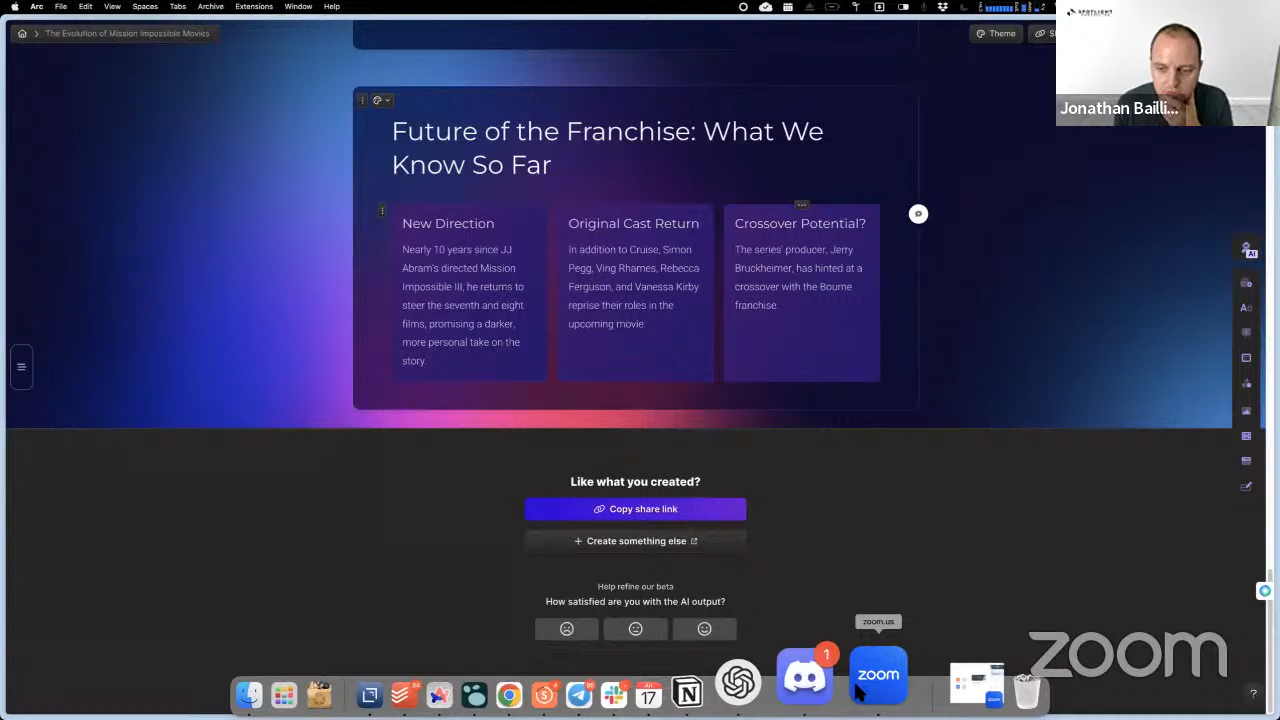 Arc File Edit View Spaces Tabs Archive Extensions Window Help
SPOTLIGHT
The Evolution of Mission Impossible Movies
Theme
Jonathan Bailli...
Future of the Franchise: What We
Know So Far
New Direction
Nearly 10 years since JJ
Abram's directed Mission
Impossible III, he returns to
steer the seventh and eight
films, promising a darker,
more personal take on the
story.
Original Cast Return
In addition to Cruise, Simon
Pegg, Ving Rhames, Rebecca
Ferguson, and Vanessa Kirby
reprise their roles in the
upcoming movie.
Crossover Potential?
The series' producer, Jerry
Bruckheimer, has hinted at a
crossover with the Bourne
franchise.
AI
Like what you created?
Copy share link
+ Create something else
Help refine our beta
How satisfied are you with the AI output?
zoom.us
1
zoom
17
zoom
?